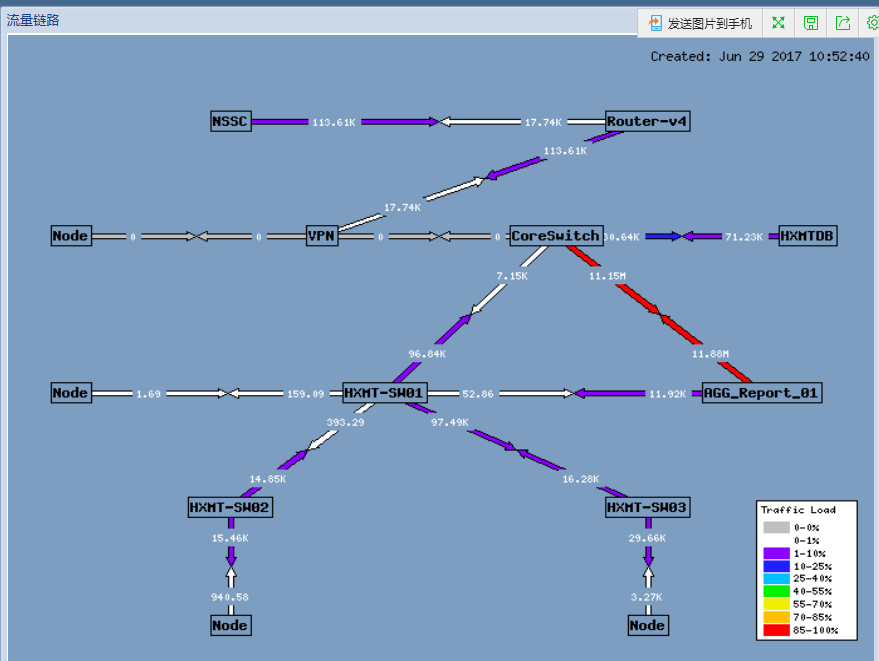 流量链路
发送图片到手机
Created: Jun 29 2017 10:52:40
NSSC
113.61K
17.74K
Router-v4
113.61K
17.74K
Node
0
0
VPN
0
0
CoreSwitch
30.64K
71.23K
HXMTDB
7.15K
11.15M
96.84K
11.88M
Node
1.69
159.09
HXMT-SW01
52.86
11.92K
AGG_Report_01
393.29
97.49K
14.85K
16.28K
HXMT-SW02
HXMT-SW03
15.46K
29.66K
940.58
3.27K
Node
Node
Traffic Load
0-0%
0-1%
1-10%
10-25%
25-40%
40-55%
55-70%
70-85%
85-100%